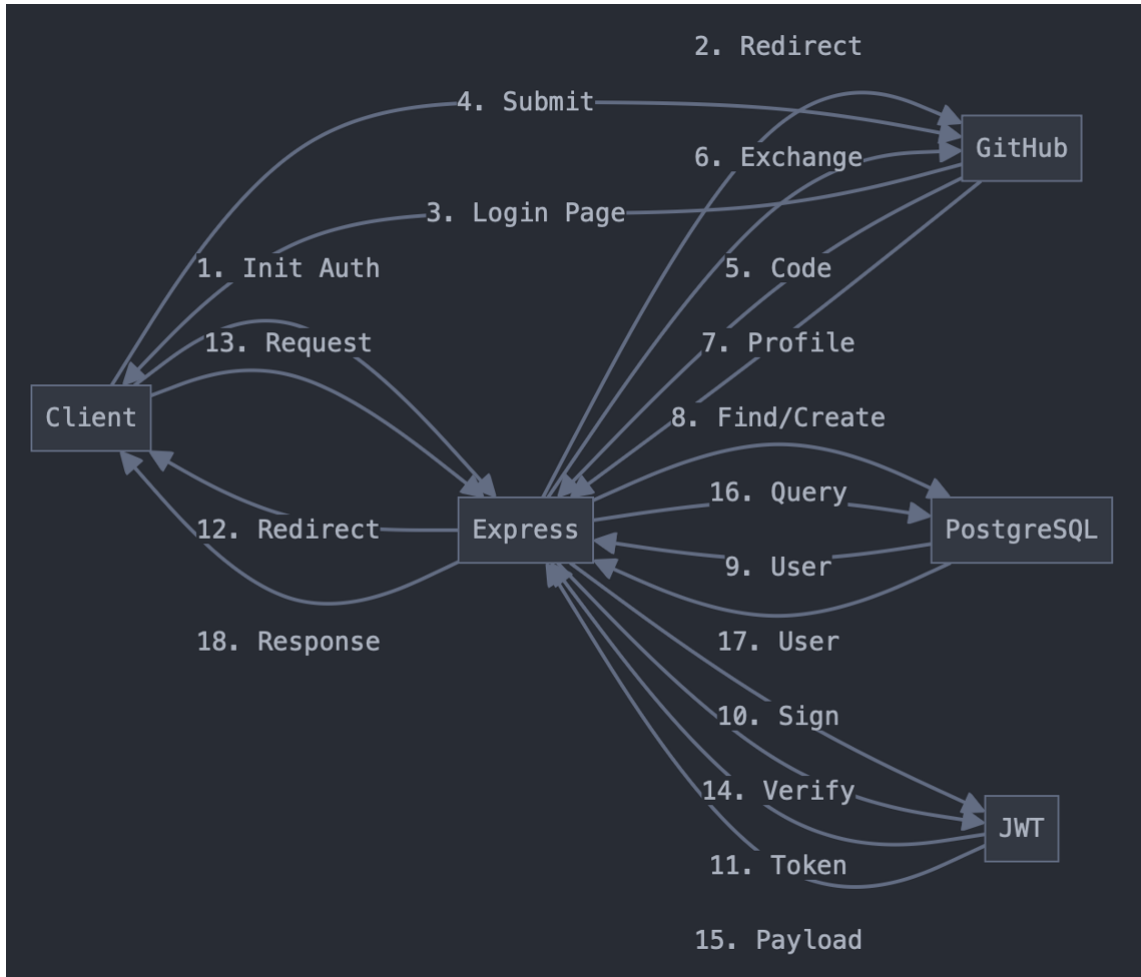 2. Redirect
4. Submit
GitHub
6. Exchange
3. Login Page
1. Init Auth
5. Code
13. Request
7. Profile
Client
8. Find/Create
16. Query
12. Redirect
Express
PostgreSQL
9. User
18. Response
17. User
10. Sign
14. Verify
JWT
11. Token
15. Payload